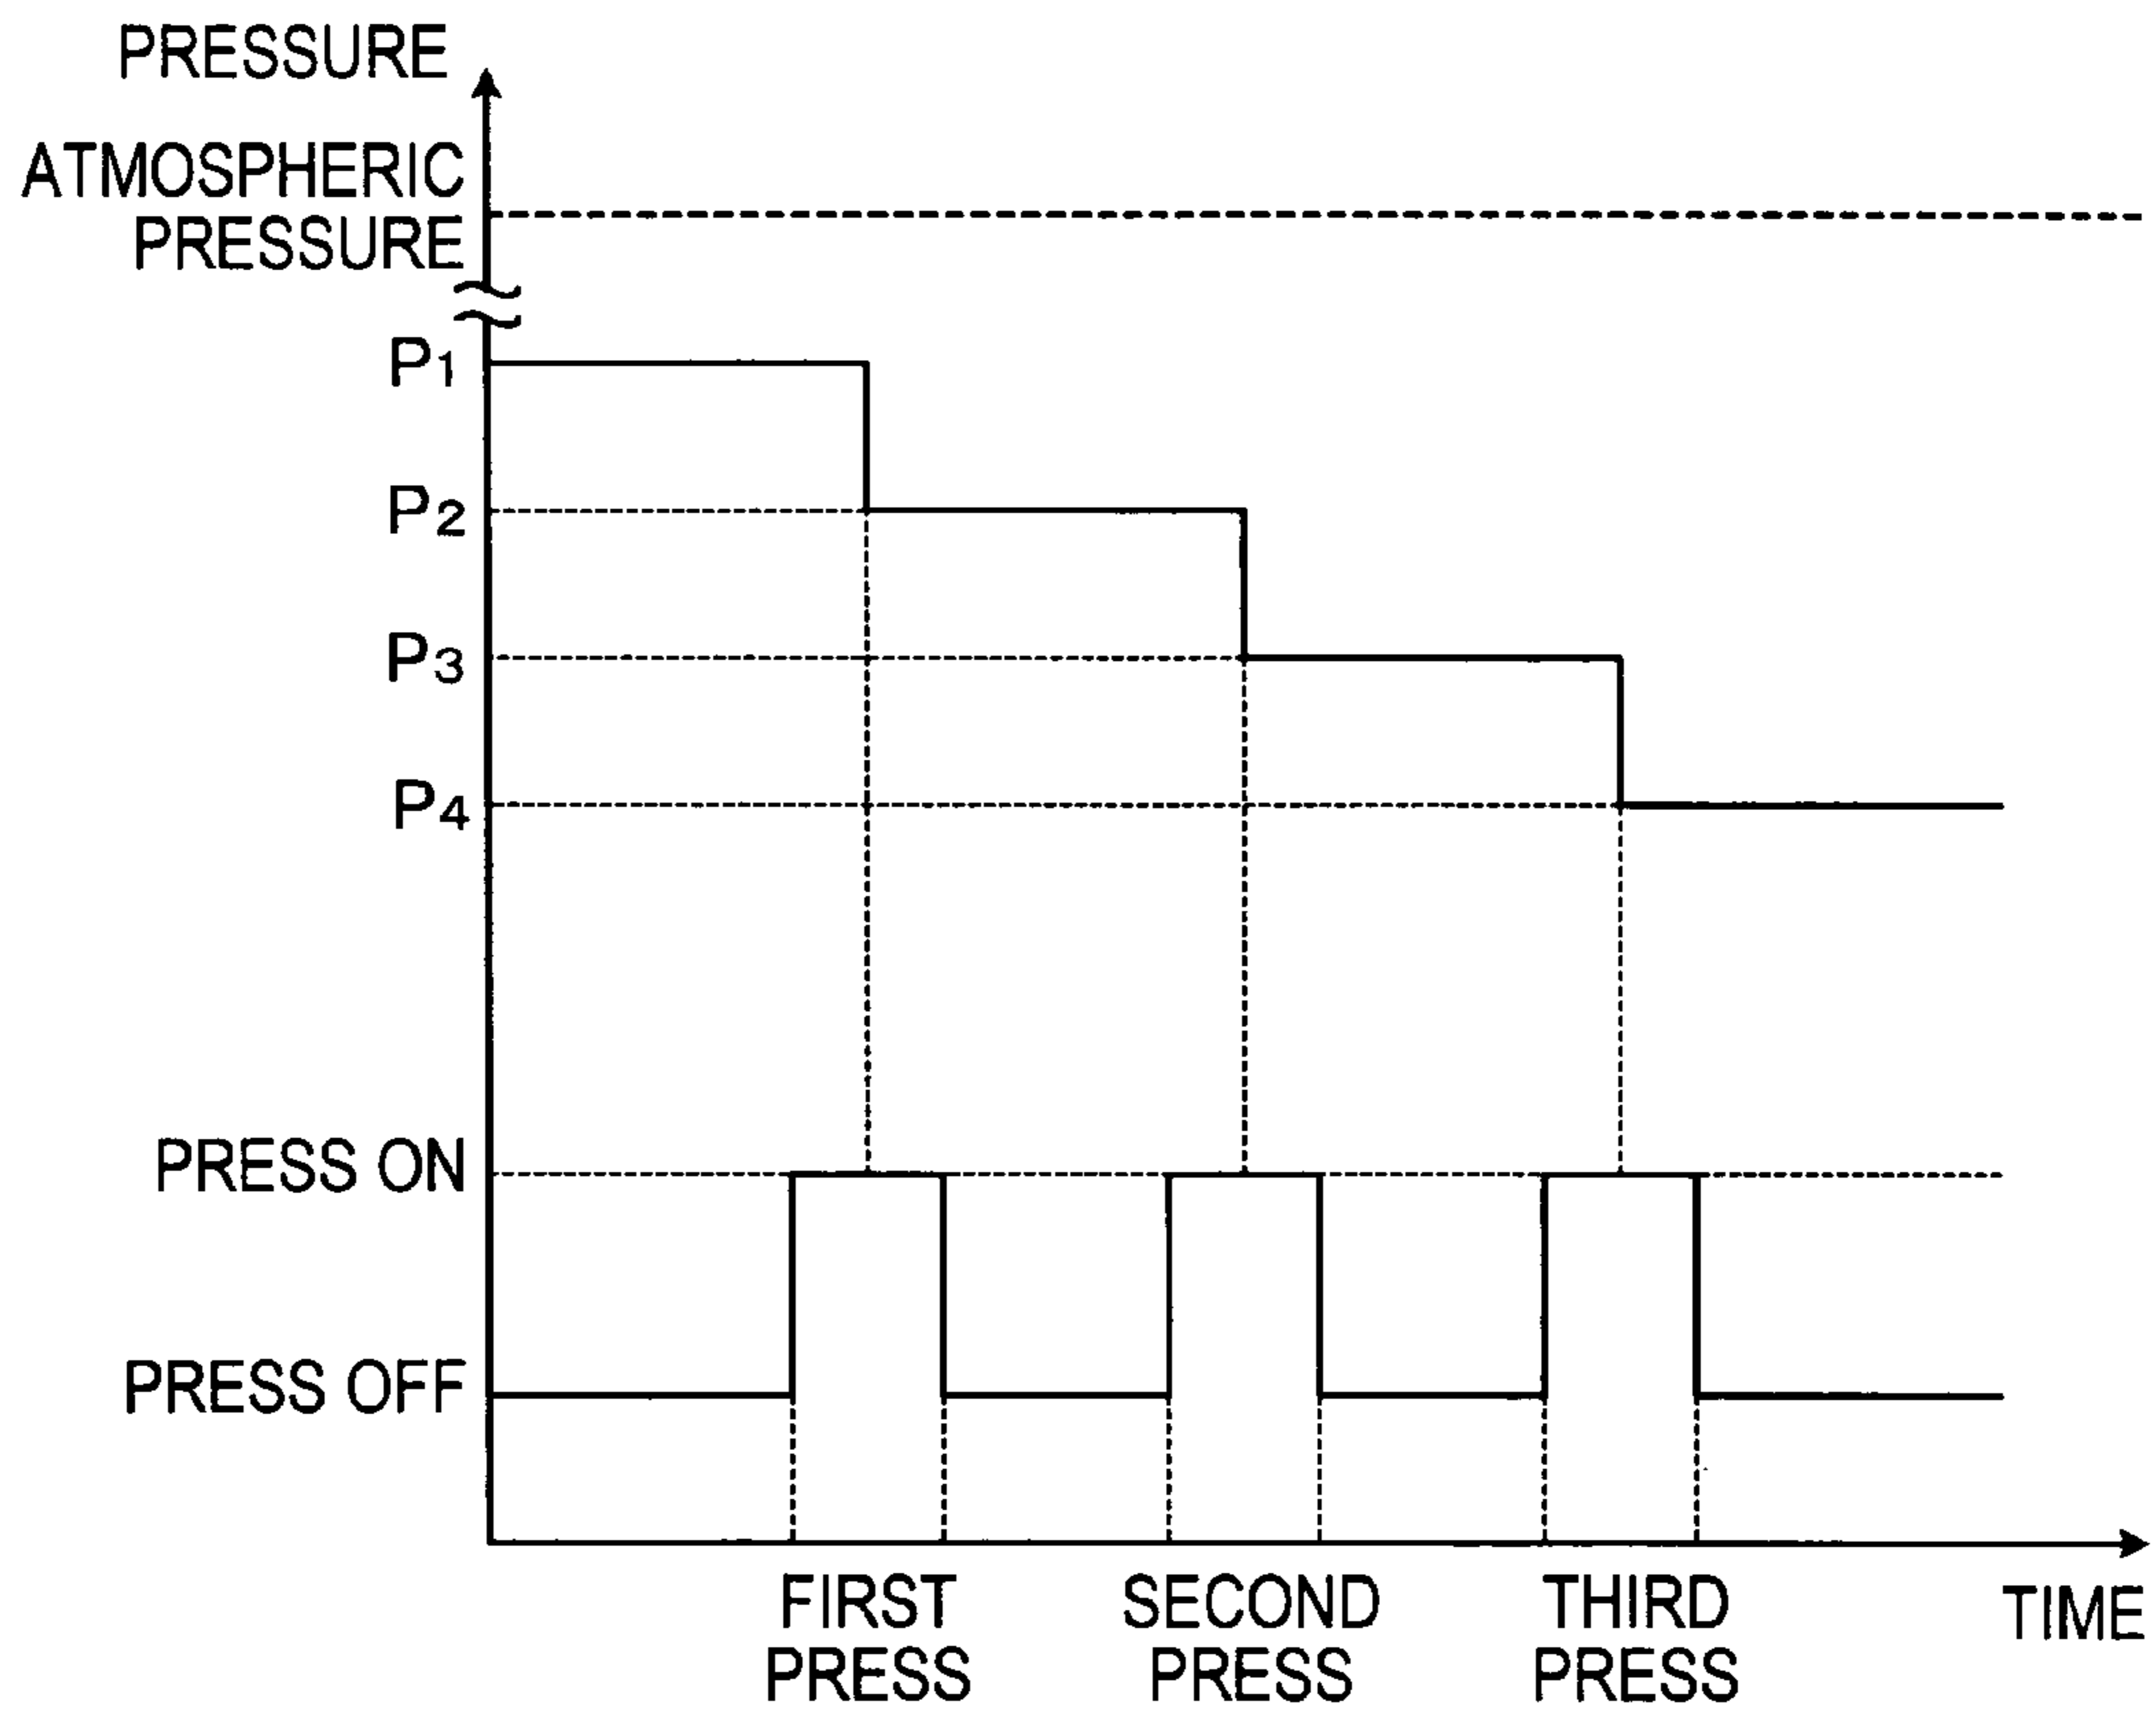 PRESSURE
ATMOSPHERIC
PRESSURE
P1
P2
P3
P4
PRESS ON
PRESS OFF
FIRST
PRESS
SECOND
PRESS
THIRD
PRESS
TIME